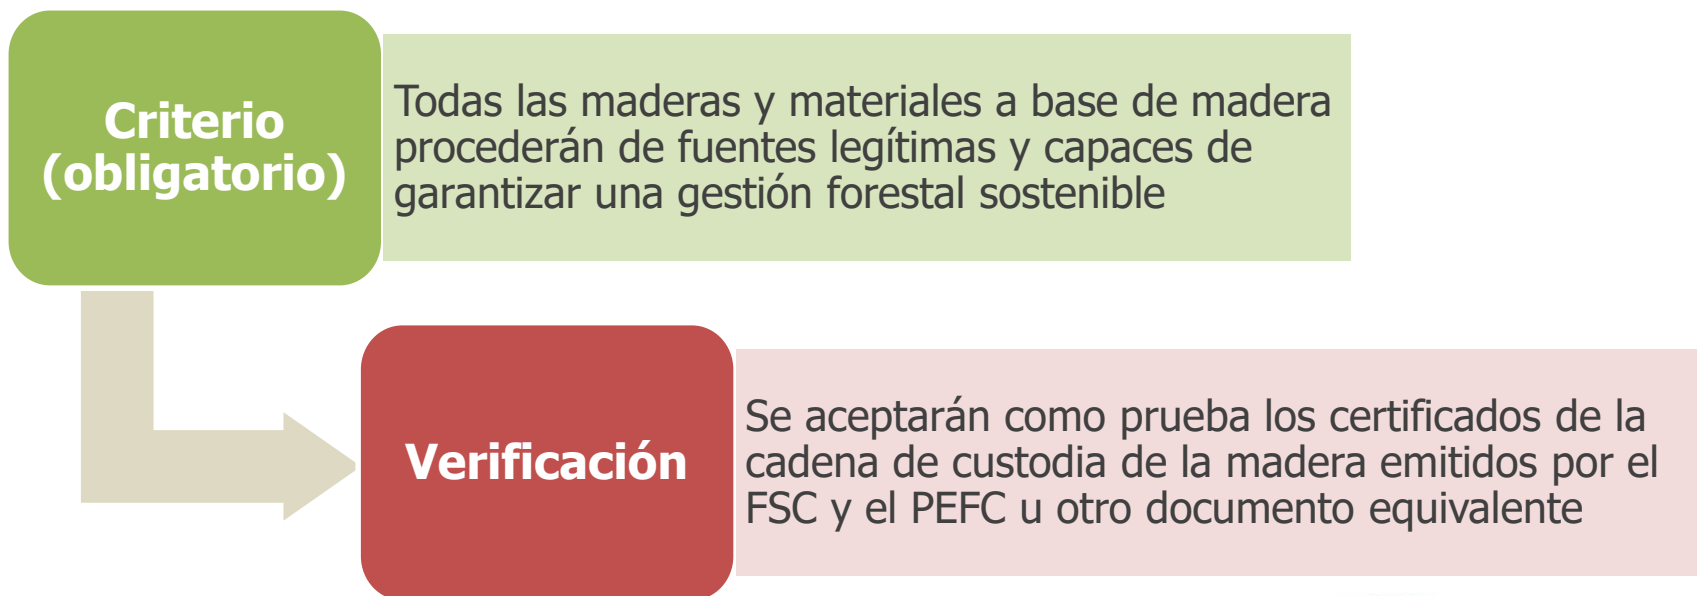 Criterio
(obligatorio)
Todas las maderas y materiales a base de madera
procederán de fuentes legítimas y capaces de
garantizar una gestión forestal sostenible
Verificación
Se aceptarán como prueba los certificados de la
cadena de custodia de la madera emitidos por el
FSC y el PEFC u otro documento equivalente